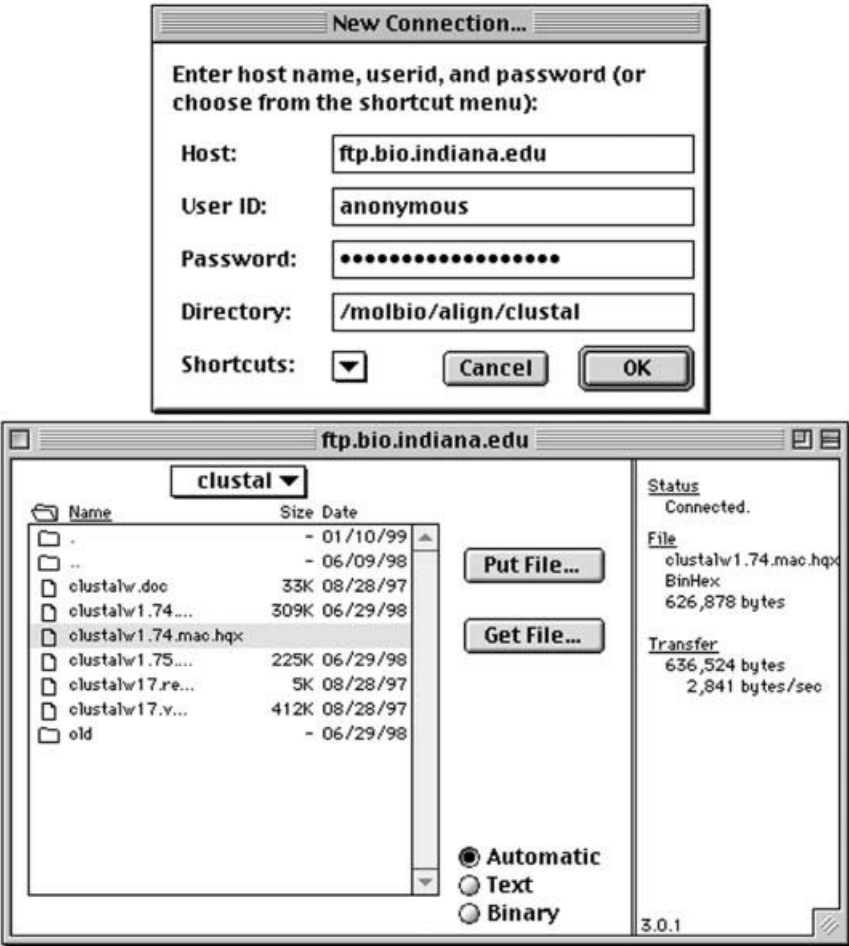 New Connection...
Enter host name, userid, and password (or
choose from the shortcut menu):
Host: ftp.bio.indiana.edu
User ID: anonymous
Password: ••••••••••••••••••
Directory: /molbio/align/clustal
Shortcuts: Cancel OK
ftp.bio.indiana.edu
clustal
Name Size Date
. - 01/10/99
.. - 06/09/98
clustalw.doc 33K 08/28/97
clustalw1.74.... 309K 06/29/98
clustalw1.74.mac.hqx
clustalw1.75.... 225K 06/29/98
clustalw17.re... 5K 08/28/97
clustalw17.v... 412K 08/28/97
old - 06/29/98
Put File...
Get File...
Automatic
Text
Binary
Status
Connected.
File
clustalw1.74.mac.hqx
BinHex
626,878 bytes
Transfer
636,524 bytes
2,841 bytes/sec
3.0.1